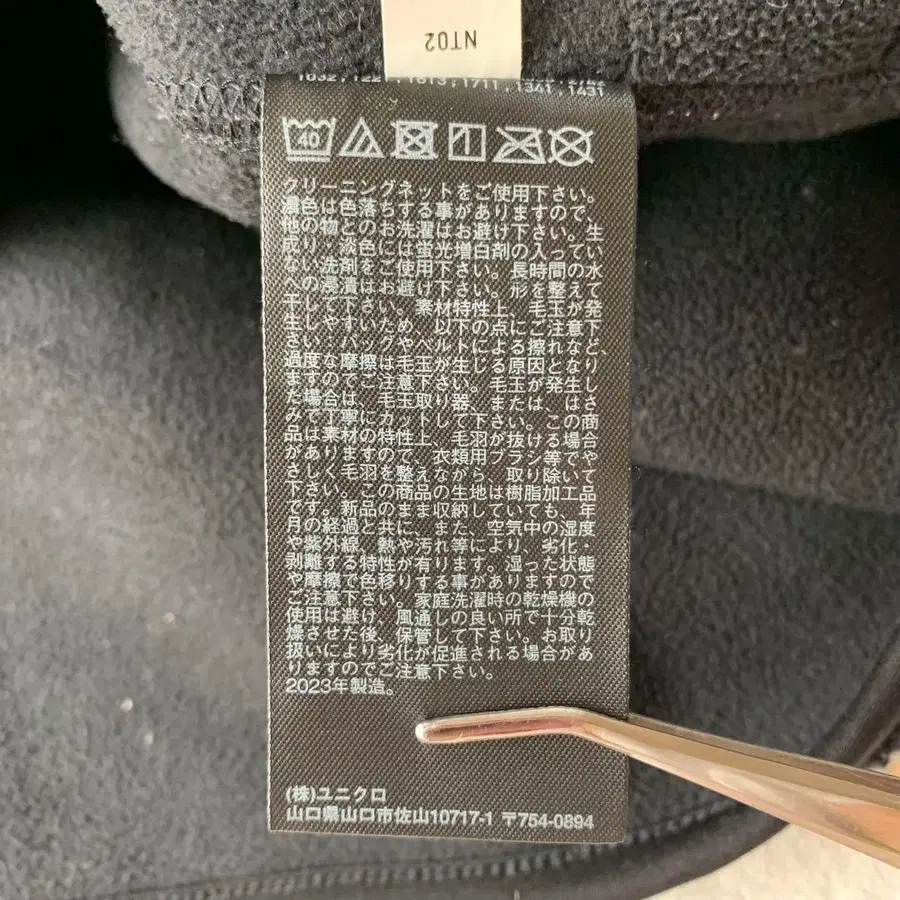 NT02
1341,1431
40
クリーニングネットをご使用下さい。
濃色は色落ちする事がありますので、
他の物とのお洗濯はお避け下さい。生
成り、淡色には蛍光増白剤の入ってい
ない洗剤をご使用下さい。長時間の水
への浸漬はお避け下さい。形を整えて
干して下さい。素材特性上、毛玉が発
生しやすいため、以下の点にご注意下
さい。バックやベルトによる擦れなど、
過度な摩擦は毛玉が生じる原因となり
ますのでご注意下さい。毛玉が発生し
た場合は、毛玉取り器、または、はさ
みで丁寧にカットして下さい。この商
品は素材の特性上、毛羽が抜ける場合
がありますので、衣類用ブラシ等でや
さしく毛羽を整えながら、取り除いて
下さい。この商品の生地は樹脂加工品
です。新品のまま収納していても、年
月の経過と共に、また、空気中の湿度
や紫外線、熱や汚れ等により、劣化・
剥離する特性が有ります。湿った状態
や摩擦で色移りする事がありますので
ご注意下さい。家庭洗濯時の乾燥機の
使用は避け、風通しの良い所で十分乾
燥させた後、保管して下さい。お取り
扱いにより劣化が促進される場合があ
りますのでご注意下さい。
2023年製造。
(株)ユニクロ
山口県山口市佐山10717-1 〒754-0894